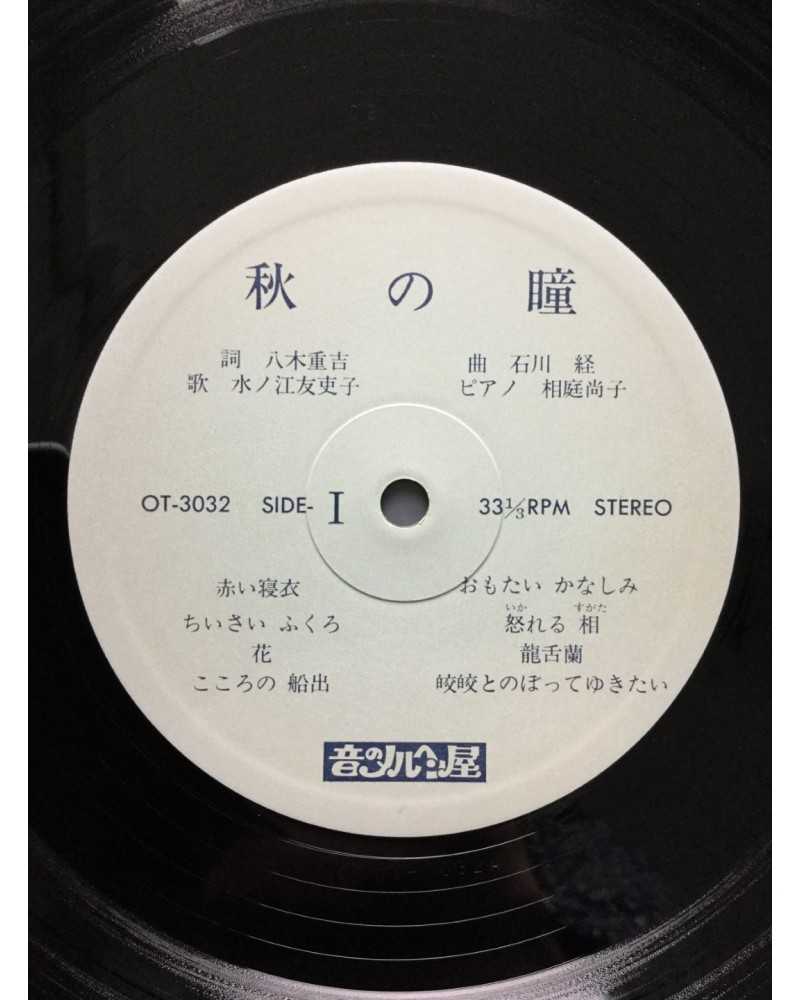 秋の瞳
詞 八木重吉
歌 水ノ江友吏子
曲 石川 経
ピアノ 相庭尚子
OT-3032 SIDE-I 33⅓RPM STEREO
赤い寝衣
ちいさい ふくろ
花
こころの 船出
おもたい かなしみ
いか すがた
怒れる 相
龍舌蘭
皎皎とのぼってゆきたい
音のメルヘン屋